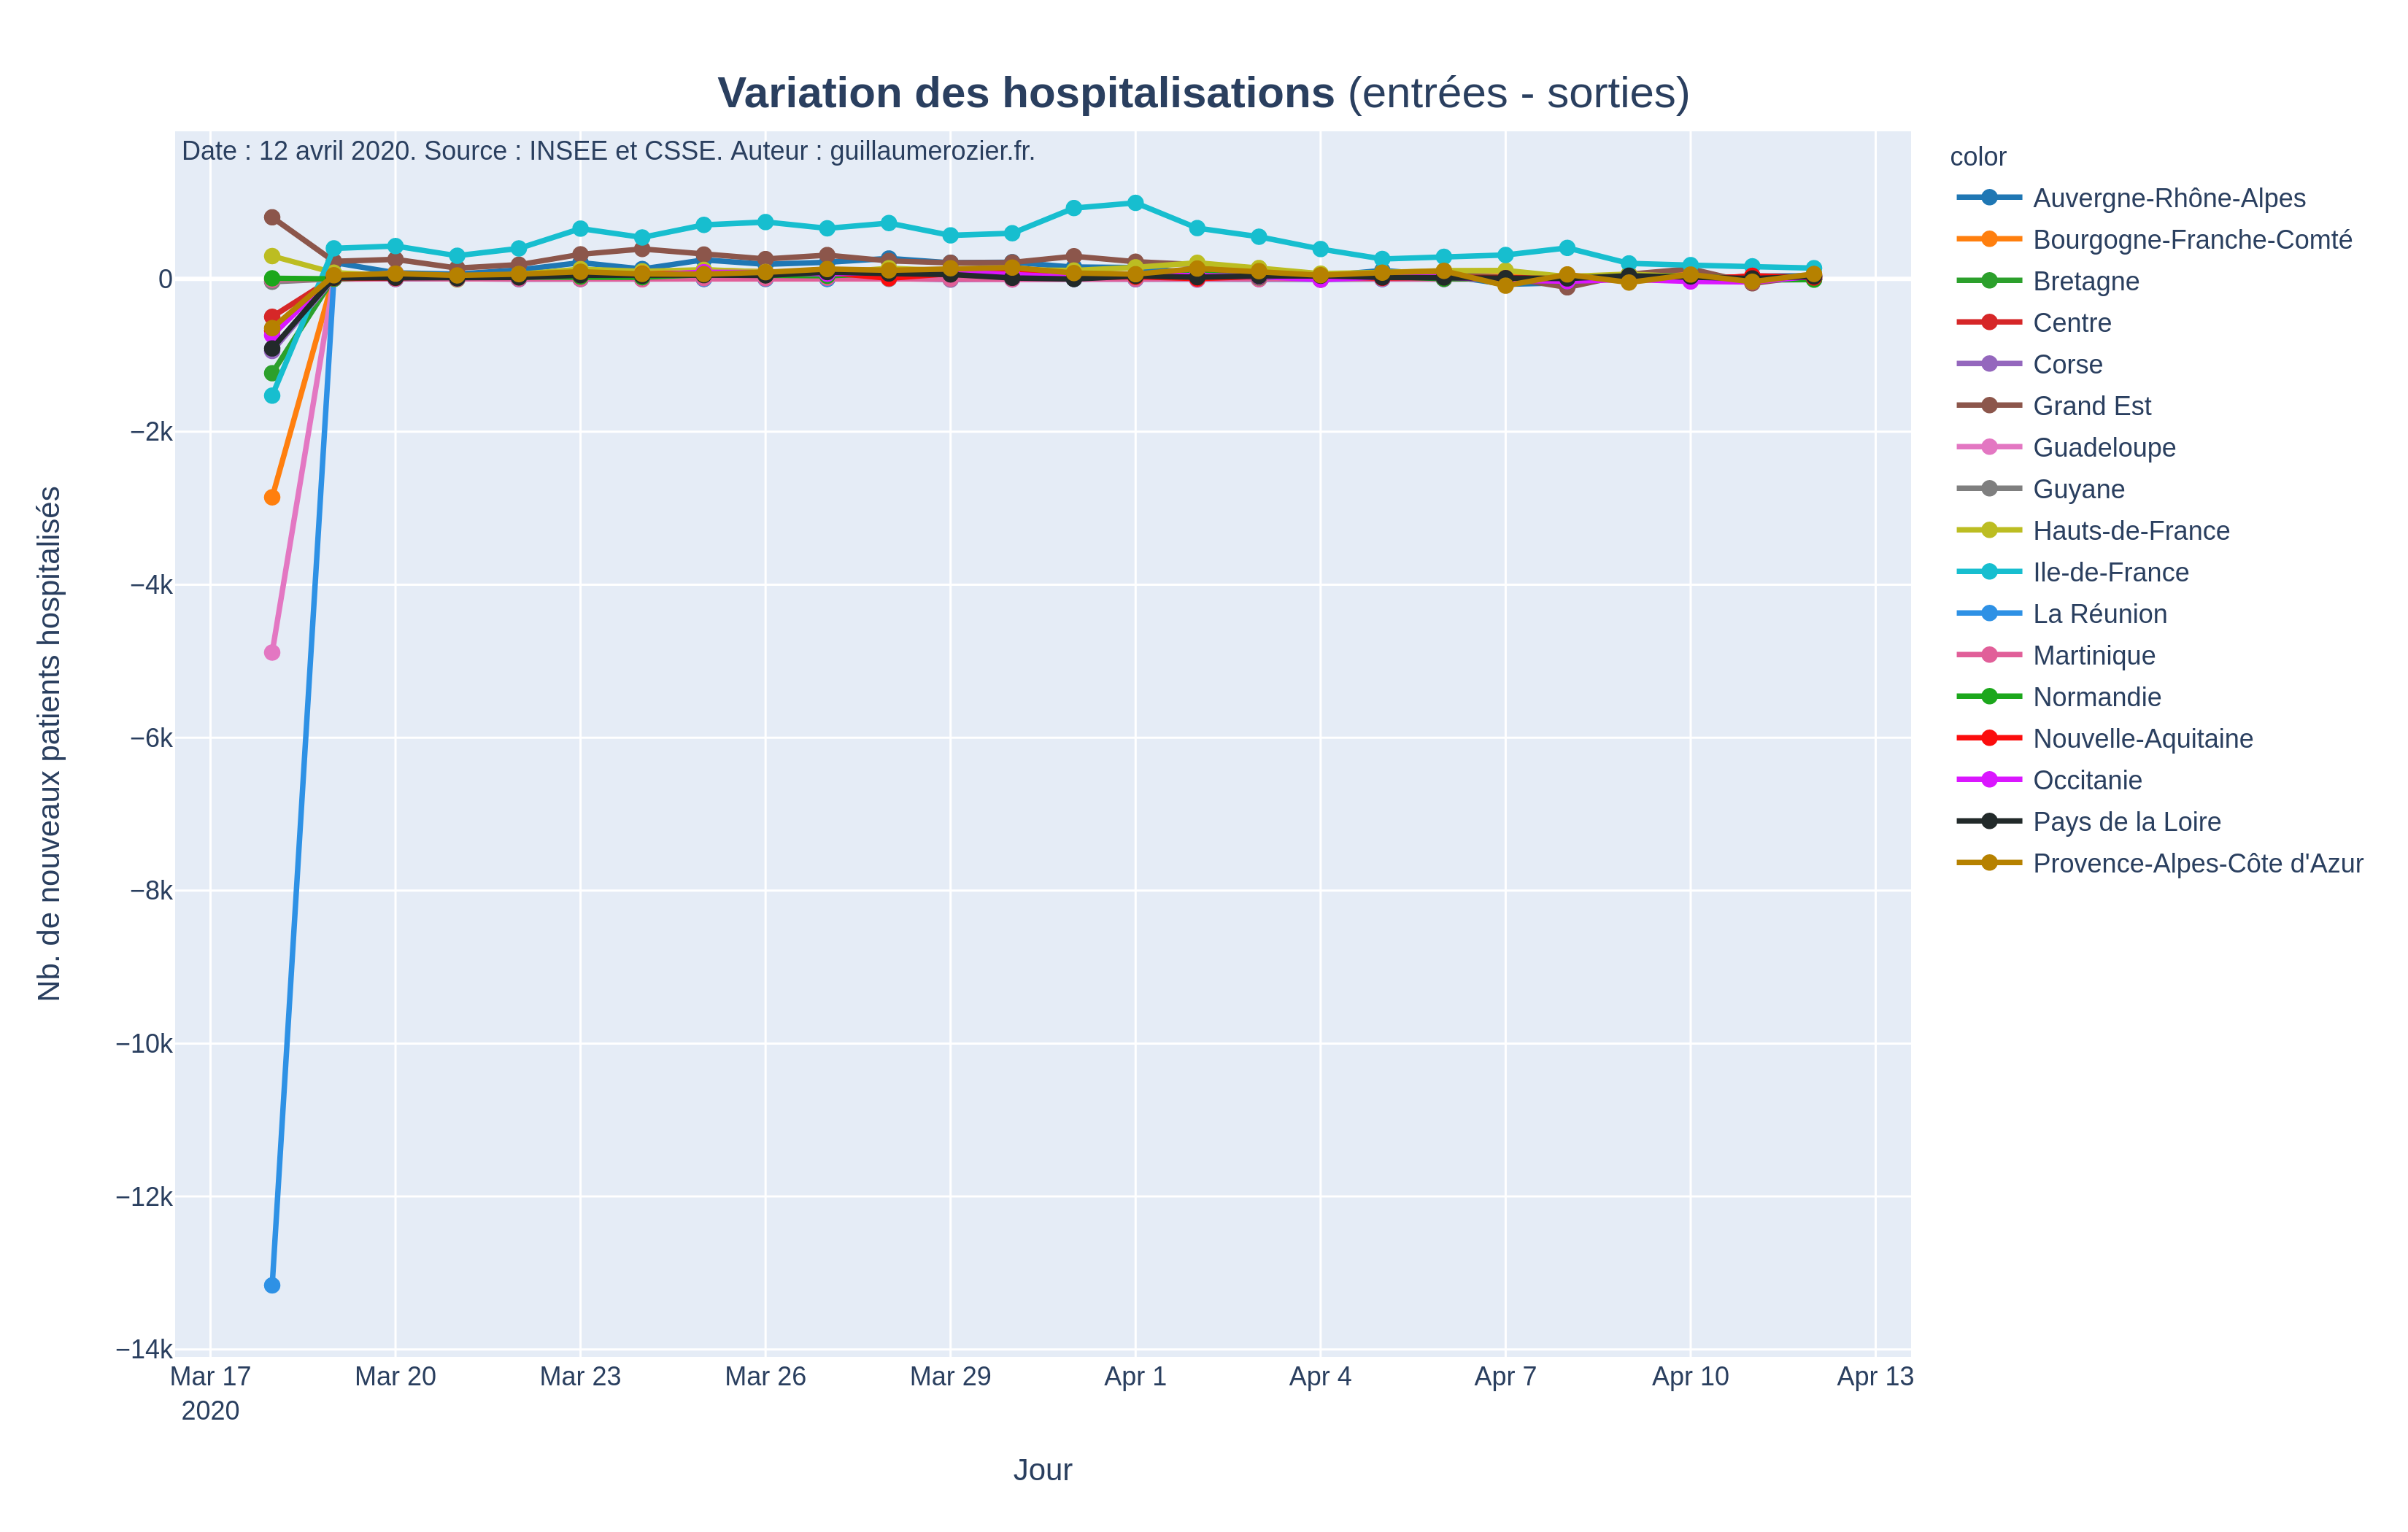 Variation des hospitalisations (entrées - sorties)
Date : 12 avril 2020. Source : INSEE et CSSE. Auteur : guillaumerozier.fr.
Nb. de nouveaux patients hospitalisés
0
−2k
−4k
−6k
−8k
−10k
−12k
−14k
Mar 17
2020
Mar 20
Mar 23
Mar 26
Mar 29
Apr 1
Apr 4
Apr 7
Apr 10
Apr 13
Jour
color
Auvergne-Rhône-Alpes
Bourgogne-Franche-Comté
Bretagne
Centre
Corse
Grand Est
Guadeloupe
Guyane
Hauts-de-France
Ile-de-France
La Réunion
Martinique
Normandie
Nouvelle-Aquitaine
Occitanie
Pays de la Loire
Provence-Alpes-Côte d'Azur